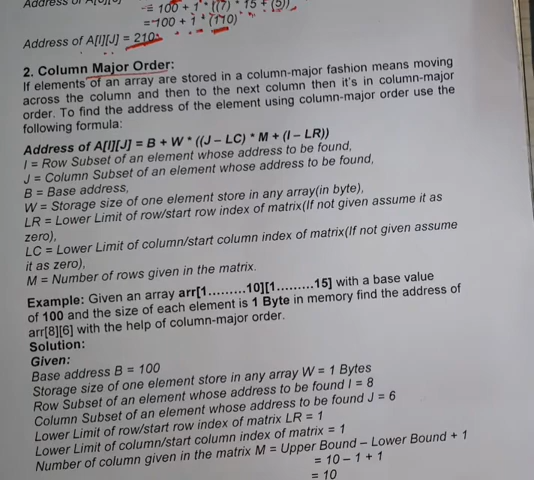 Address of A[I][J]
= 100 + 1 * ((7) * 15 + (5))
= 100 + 1 * (110)
Address of A[I][J] = 210
2. Column Major Order:
If elements of an array are stored in a column-major fashion means moving
across the column and then to the next column then it's in column-major
order. To find the address of the element using column-major order use the
following formula:
Address of A[I][J] = B + W * ((J – LC) * M + (I – LR))
I = Row Subset of an element whose address to be found,
J = Column Subset of an element whose address to be found,
B = Base address,
W = Storage size of one element store in any array(in byte),
LR = Lower Limit of row/start row index of matrix(If not given assume it as
zero),
LC = Lower Limit of column/start column index of matrix(If not given assume
it as zero),
M = Number of rows given in the matrix.
Example: Given an array arr[1.........10][1.........15] with a base value
of 100 and the size of each element is 1 Byte in memory find the address of
arr[8][6] with the help of column-major order.
Solution:
Given:
Base address B = 100
Storage size of one element store in any array W = 1 Bytes
Row Subset of an element whose address to be found I = 8
Column Subset of an element whose address to be found J = 6
Lower Limit of row/start row index of matrix LR = 1
Lower Limit of column/start column index of matrix = 1
Number of column given in the matrix M = Upper Bound – Lower Bound + 1
= 10 – 1 + 1
= 10